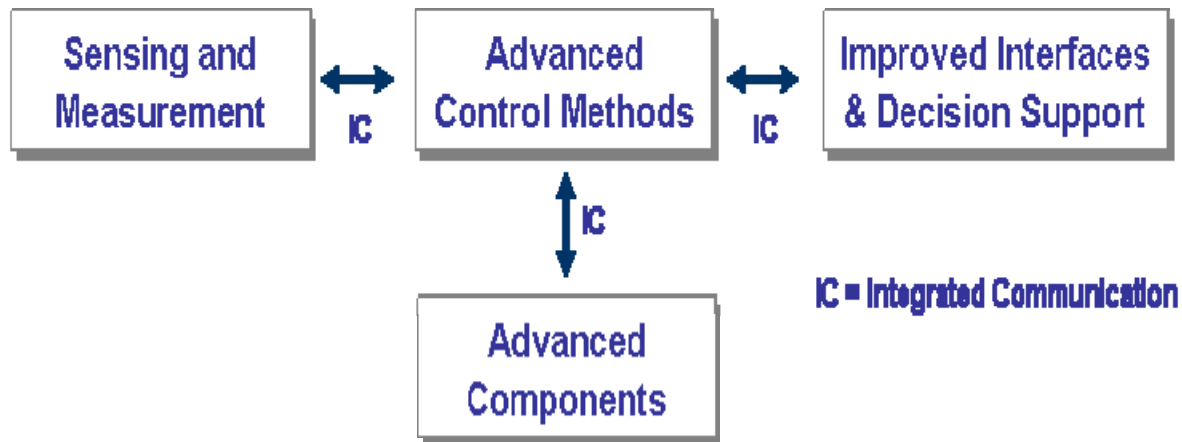 Sensing and
Measurement
IC
Advanced
Control Methods
IC
Improved Interfaces
& Decision Support
IC
IC = Integrated Communication
Advanced
Components